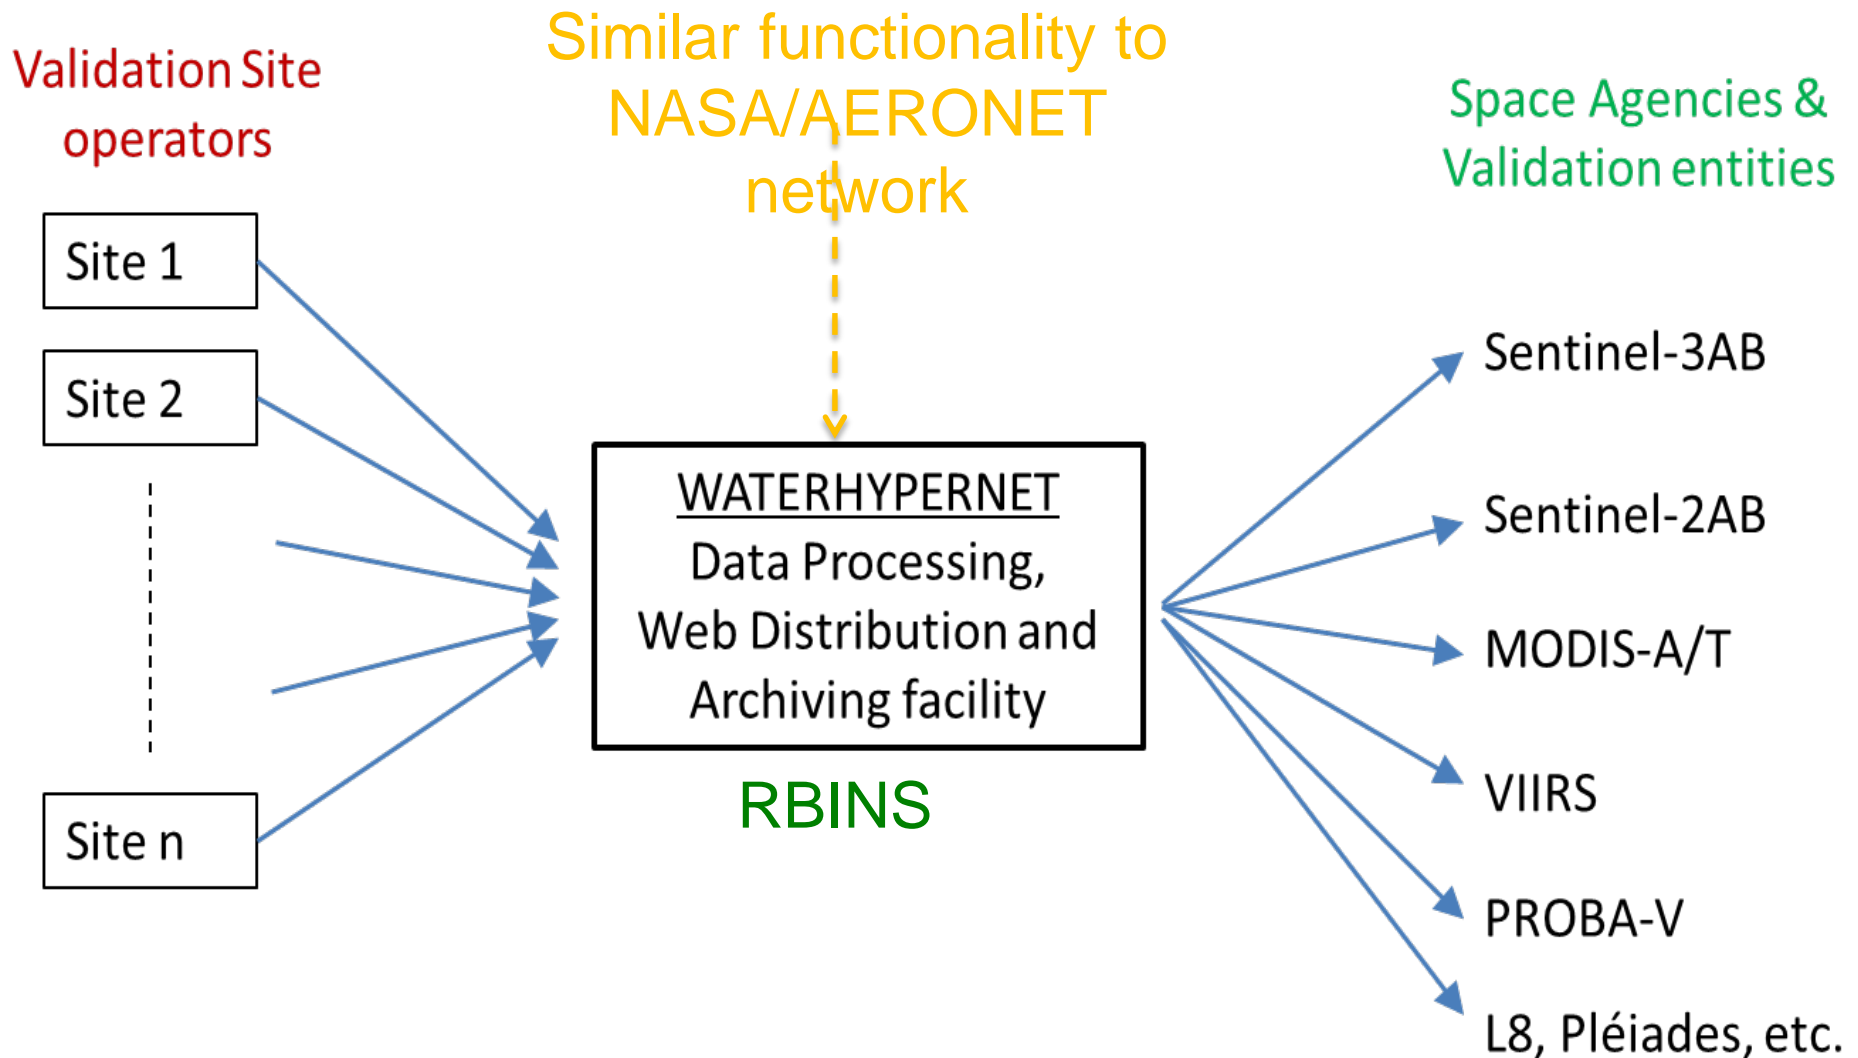 Validation Site
operators
Similar functionality to
NASA/AERONET
network
Space Agencies &
Validation entities
Site 1
Site 2
Site n
WATERHYPERNET
Data Processing,
Web Distribution and
Archiving facility
RBINS
Sentinel-3AB
Sentinel-2AB
MODIS-A/T
VIIRS
PROBA-V
L8, Pléiades, etc.